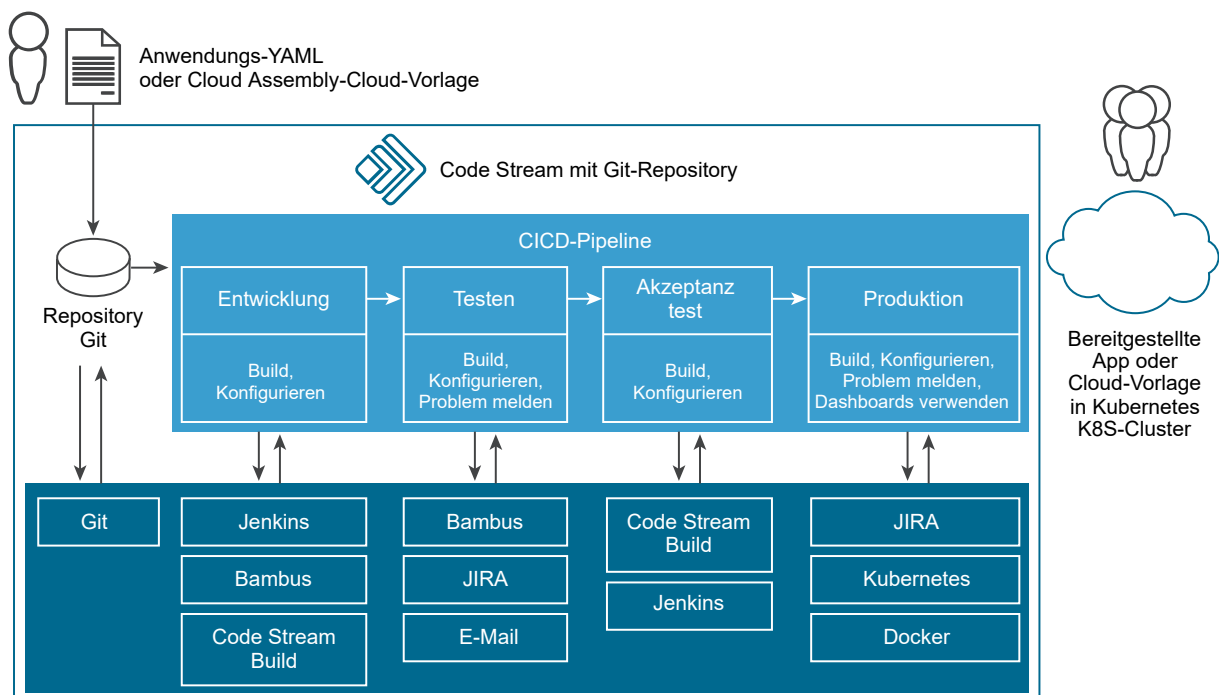 Anwendungs-YAML
oder Cloud Assembly-Cloud-Vorlage
Code Stream mit Git-Repository
CICD-Pipeline
Entwicklung
Testen
Akzeptanz
test
Produktion
Build,
Konfigurieren
Build,
Konfigurieren,
Problem melden
Build,
Konfigurieren
Build, Konfigurieren,
Problem melden,
Dashboards verwenden
Repository
Git
Bereitgestellte
App oder
Cloud-Vorlage
in Kubernetes
K8S-Cluster
Git
Jenkins
Bambus
Code Stream
Build
Bambus
JIRA
E-Mail
Code Stream
Build
Jenkins
JIRA
Kubernetes
Docker